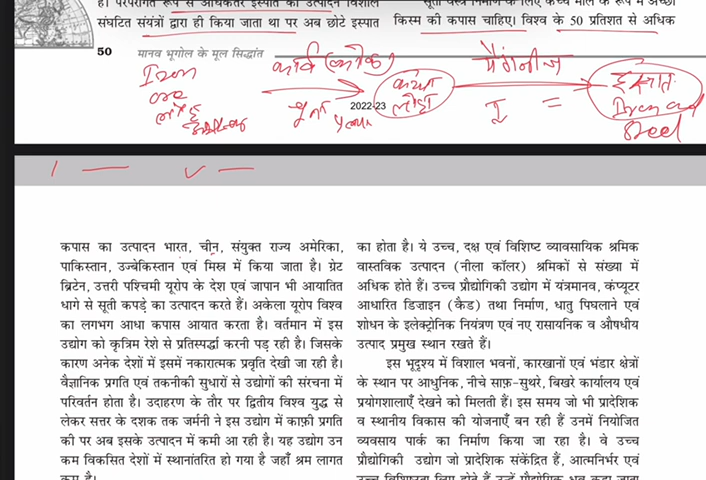 है। परंपरागत रूप से अधिकतर इस्पात का उत्पादन विशाल
संघटित संयंत्रों द्वारा ही किया जाता था पर अब छोटे इस्पात
सूती वस्त्र निर्माण के लिए कच्चे माल के रूप में अच्छी
किस्म की कपास चाहिए। विश्व के 50 प्रतिशत से अधिक
50 मानव भूगोल के मूल सिद्धांत
Iron
ore
2022-23
कच्चा
लोहा
मैंगनीज
इस्पात
Iron and
Steel
कपास का उत्पादन भारत, चीन, संयुक्त राज्य अमेरिका,
पाकिस्तान, उज्बेकिस्तान एवं मिस्र में किया जाता है। ग्रेट
ब्रिटेन, उत्तरी पश्चिमी यूरोप के देश एवं जापान भी आयातित
धागे से सूती कपड़े का उत्पादन करते हैं। अकेला यूरोप विश्व
का लगभग आधा कपास आयात करता है। वर्तमान में इस
उद्योग को कृत्रिम रेशे से प्रतिस्पर्द्धा करनी पड़ रही है। जिसके
कारण अनेक देशों में इसमें नकारात्मक प्रवृति देखी जा रही है।
वैज्ञानिक प्रगति एवं तकनीकी सुधारों से उद्योगों की संरचना में
परिवर्तन होता है। उदाहरण के तौर पर द्वितीय विश्व युद्ध से
लेकर सत्तर के दशक तक जर्मनी ने इस उद्योग में काफ़ी प्रगति
की पर अब इसके उत्पादन में कमी आ रही है। यह उद्योग उन
कम विकसित देशों में स्थानांतरित हो गया है जहाँ श्रम लागत
कम है।
का होता है। ये उच्च, दक्ष एवं विशिष्ट व्यावसायिक श्रमिक
वास्तविक उत्पादन (नीला कॉलर) श्रमिकों से संख्या में
अधिक होते हैं। उच्च प्रौद्योगिकी उद्योग में यंत्रमानव, कंप्यूटर
आधारित डिज़ाइन (कैड) तथा निर्माण, धातु पिघलाने एवं
शोधन के इलेक्ट्रोनिक नियंत्रण एवं नए रासायनिक व औषधीय
उत्पाद प्रमुख स्थान रखते हैं।
इस भूदृश्य में विशाल भवनों, कारखानों एवं भंडार क्षेत्रों
के स्थान पर आधुनिक, नीचे साफ़-सुथरे, बिखरे कार्यालय एवं
प्रयोगशालाएँ देखने को मिलती हैं। इस समय जो भी प्रादेशिक
व स्थानीय विकास की योजनाएँ बन रही हैं उनमें नियोजित
व्यवसाय पार्क का निर्माण किया जा रहा है। वे उच्च
प्रौद्योगिकी उद्योग जो प्रादेशिक संकेंद्रित हैं, आत्मनिर्भर एवं
उच्च विशिष्टता लिए होते हैं उन्हें प्रौद्योगिक ध्रुव कहा जाता